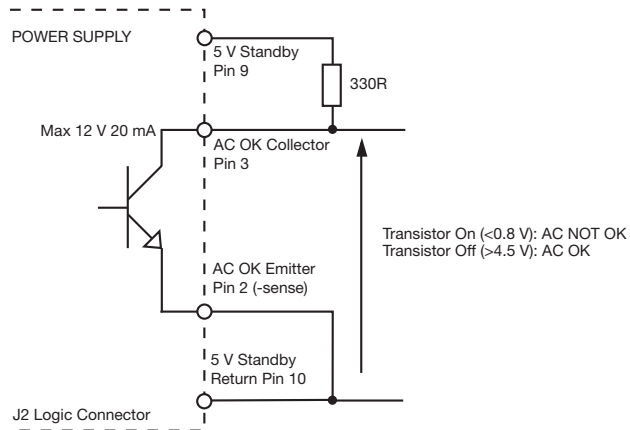 POWER SUPPLY
5 V Standby
Pin 9
330R
Max 12 V 20 mA
AC OK Collector
Pin 3
Transistor On (<0.8 V): AC NOT OK
Transistor Off (>4.5 V): AC OK
AC OK Emitter
Pin 2 (-sense)
5 V Standby
Return Pin 10
J2 Logic Connector